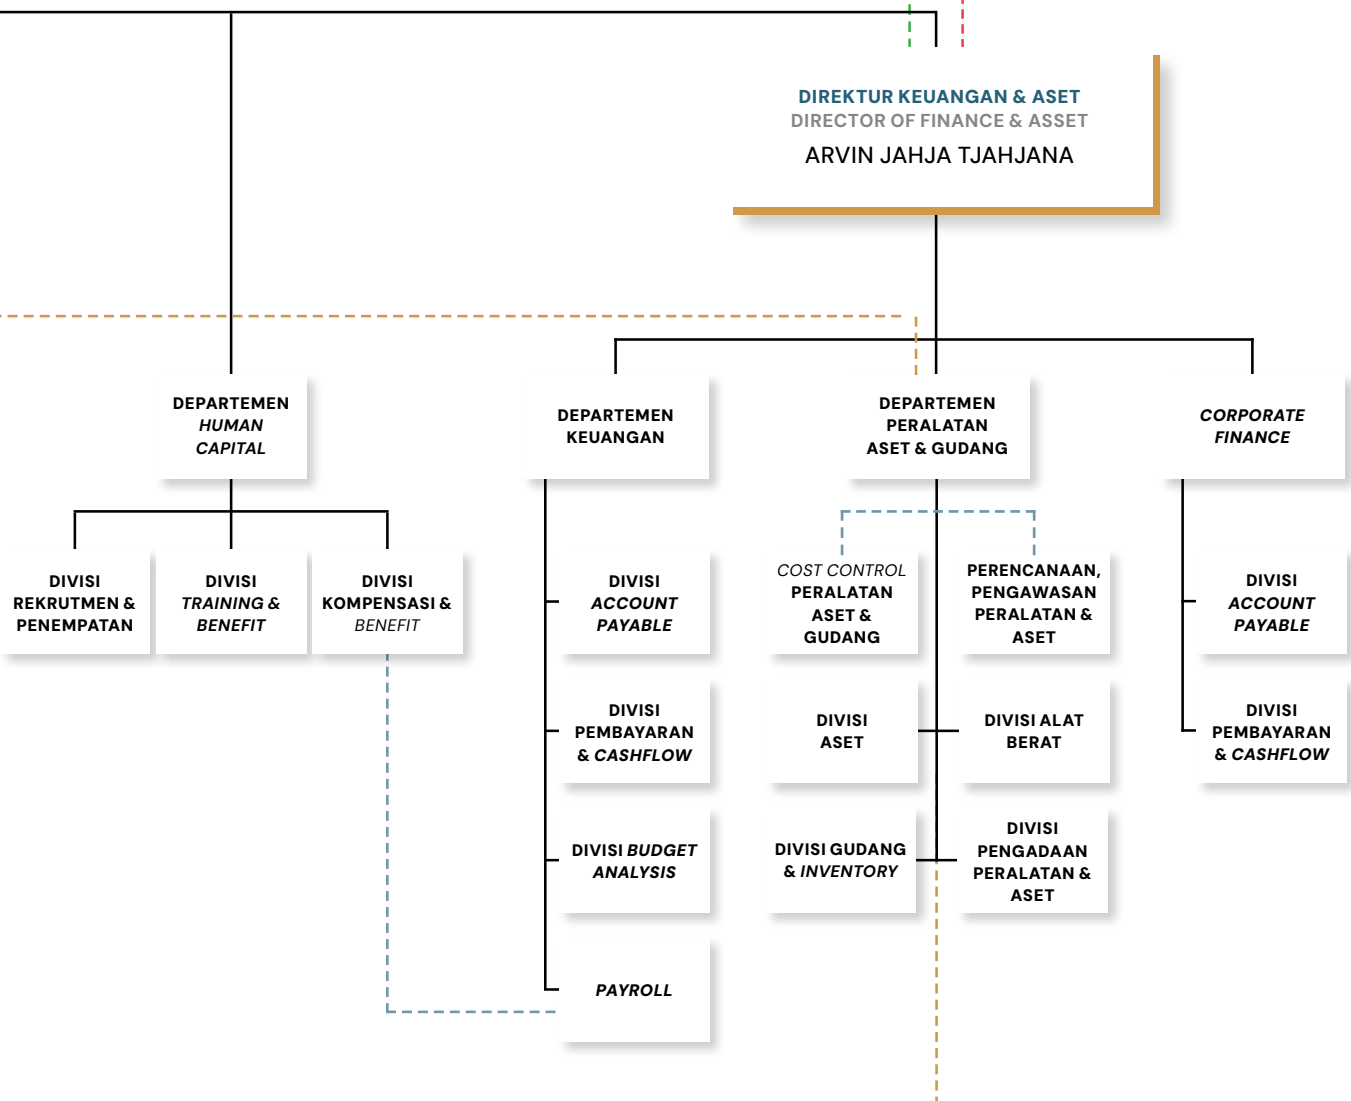 DIREKTUR KEUANGAN & ASET
DIRECTOR OF FINANCE & ASSET
ARVIN JAHJA TJAHJANA
DEPARTEMEN
HUMAN
CAPITAL
DEPARTEMEN
KEUANGAN
DEPARTEMEN
PERALATAN
ASET & GUDANG
CORPORATE
FINANCE
DIVISI
REKRUTMEN &
PENEMPATAN
DIVISI
TRAINING &
BENEFIT
DIVISI
KOMPENSASI &
BENEFIT
DIVISI
ACCOUNT
PAYABLE
COST CONTROL
PERALATAN
ASET &
GUDANG
PERENCANAAN,
PENGAWASAN
PERALATAN &
ASET
DIVISI
ACCOUNT
PAYABLE
DIVISI
PEMBAYARAN
& CASHFLOW
DIVISI
ASET
DIVISI ALAT
BERAT
DIVISI
PEMBAYARAN
& CASHFLOW
DIVISI BUDGET
ANALYSIS
DIVISI GUDANG
& INVENTORY
DIVISI
PENGADAAN
PERALATAN &
ASET
PAYROLL